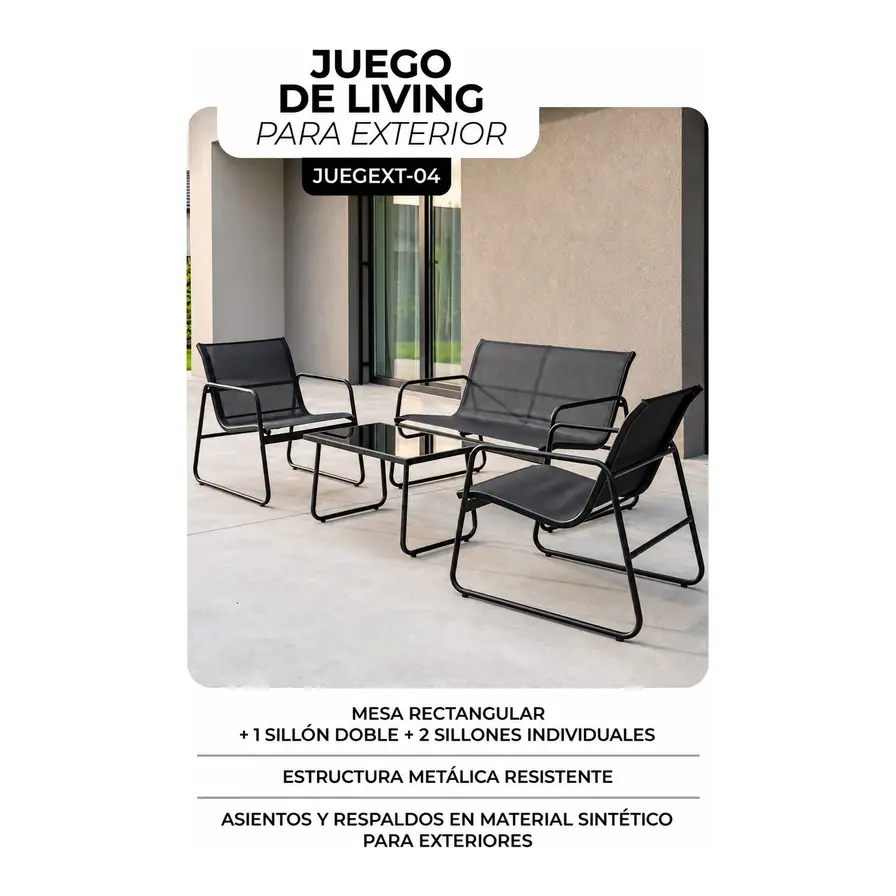 JUEGO
DE LIVING
PARA EXTERIOR
JUEGEXT-04
MESA RECTANGULAR
+ 1 SILLÓN DOBLE + 2 SILLONES INDIVIDUALES
ESTRUCTURA METÁLICA RESISTENTE
ASIENTOS Y RESPALDOS EN MATERIAL SINTÉTICO
PARA EXTERIORES